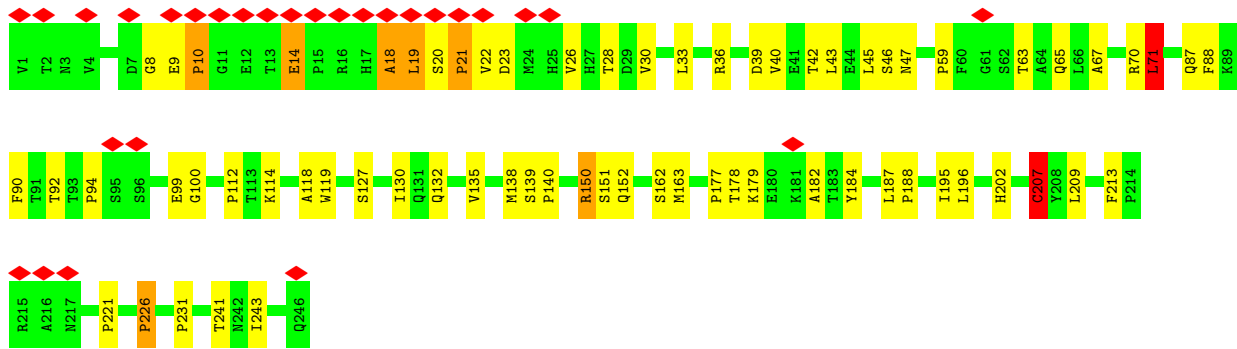 V1 T2 N3 V4 D7 G8 E9 P10 G11 E12 T13 E14 P15 R16 H17 A18 L19 S20 P21 V22 D23 M24 H25 V26 H27 T28 D29 V30 L33 R36 D39 V40 E41 T42 L43 E44 L45 S46 N47 P59 F60 G61 S62 T63 A64 Q65 L66 A67 R70 L71 Q87 F88 K89
F90 T91 T92 T93 P94 S95 S96 E99 G100 P112 T113 K114 A118 W119 S127 I130 Q131 Q132 V135 M138 S139 P140 R150 S151 Q152 S162 M163 P177 T178 K179 E180 K181 A182 T183 Y184 L187 P188 I195 L196 H202 C207 Y208 L209 F213 P214
R215 A216 N217 P221 P226 P231 T241 N242 I243 Q246